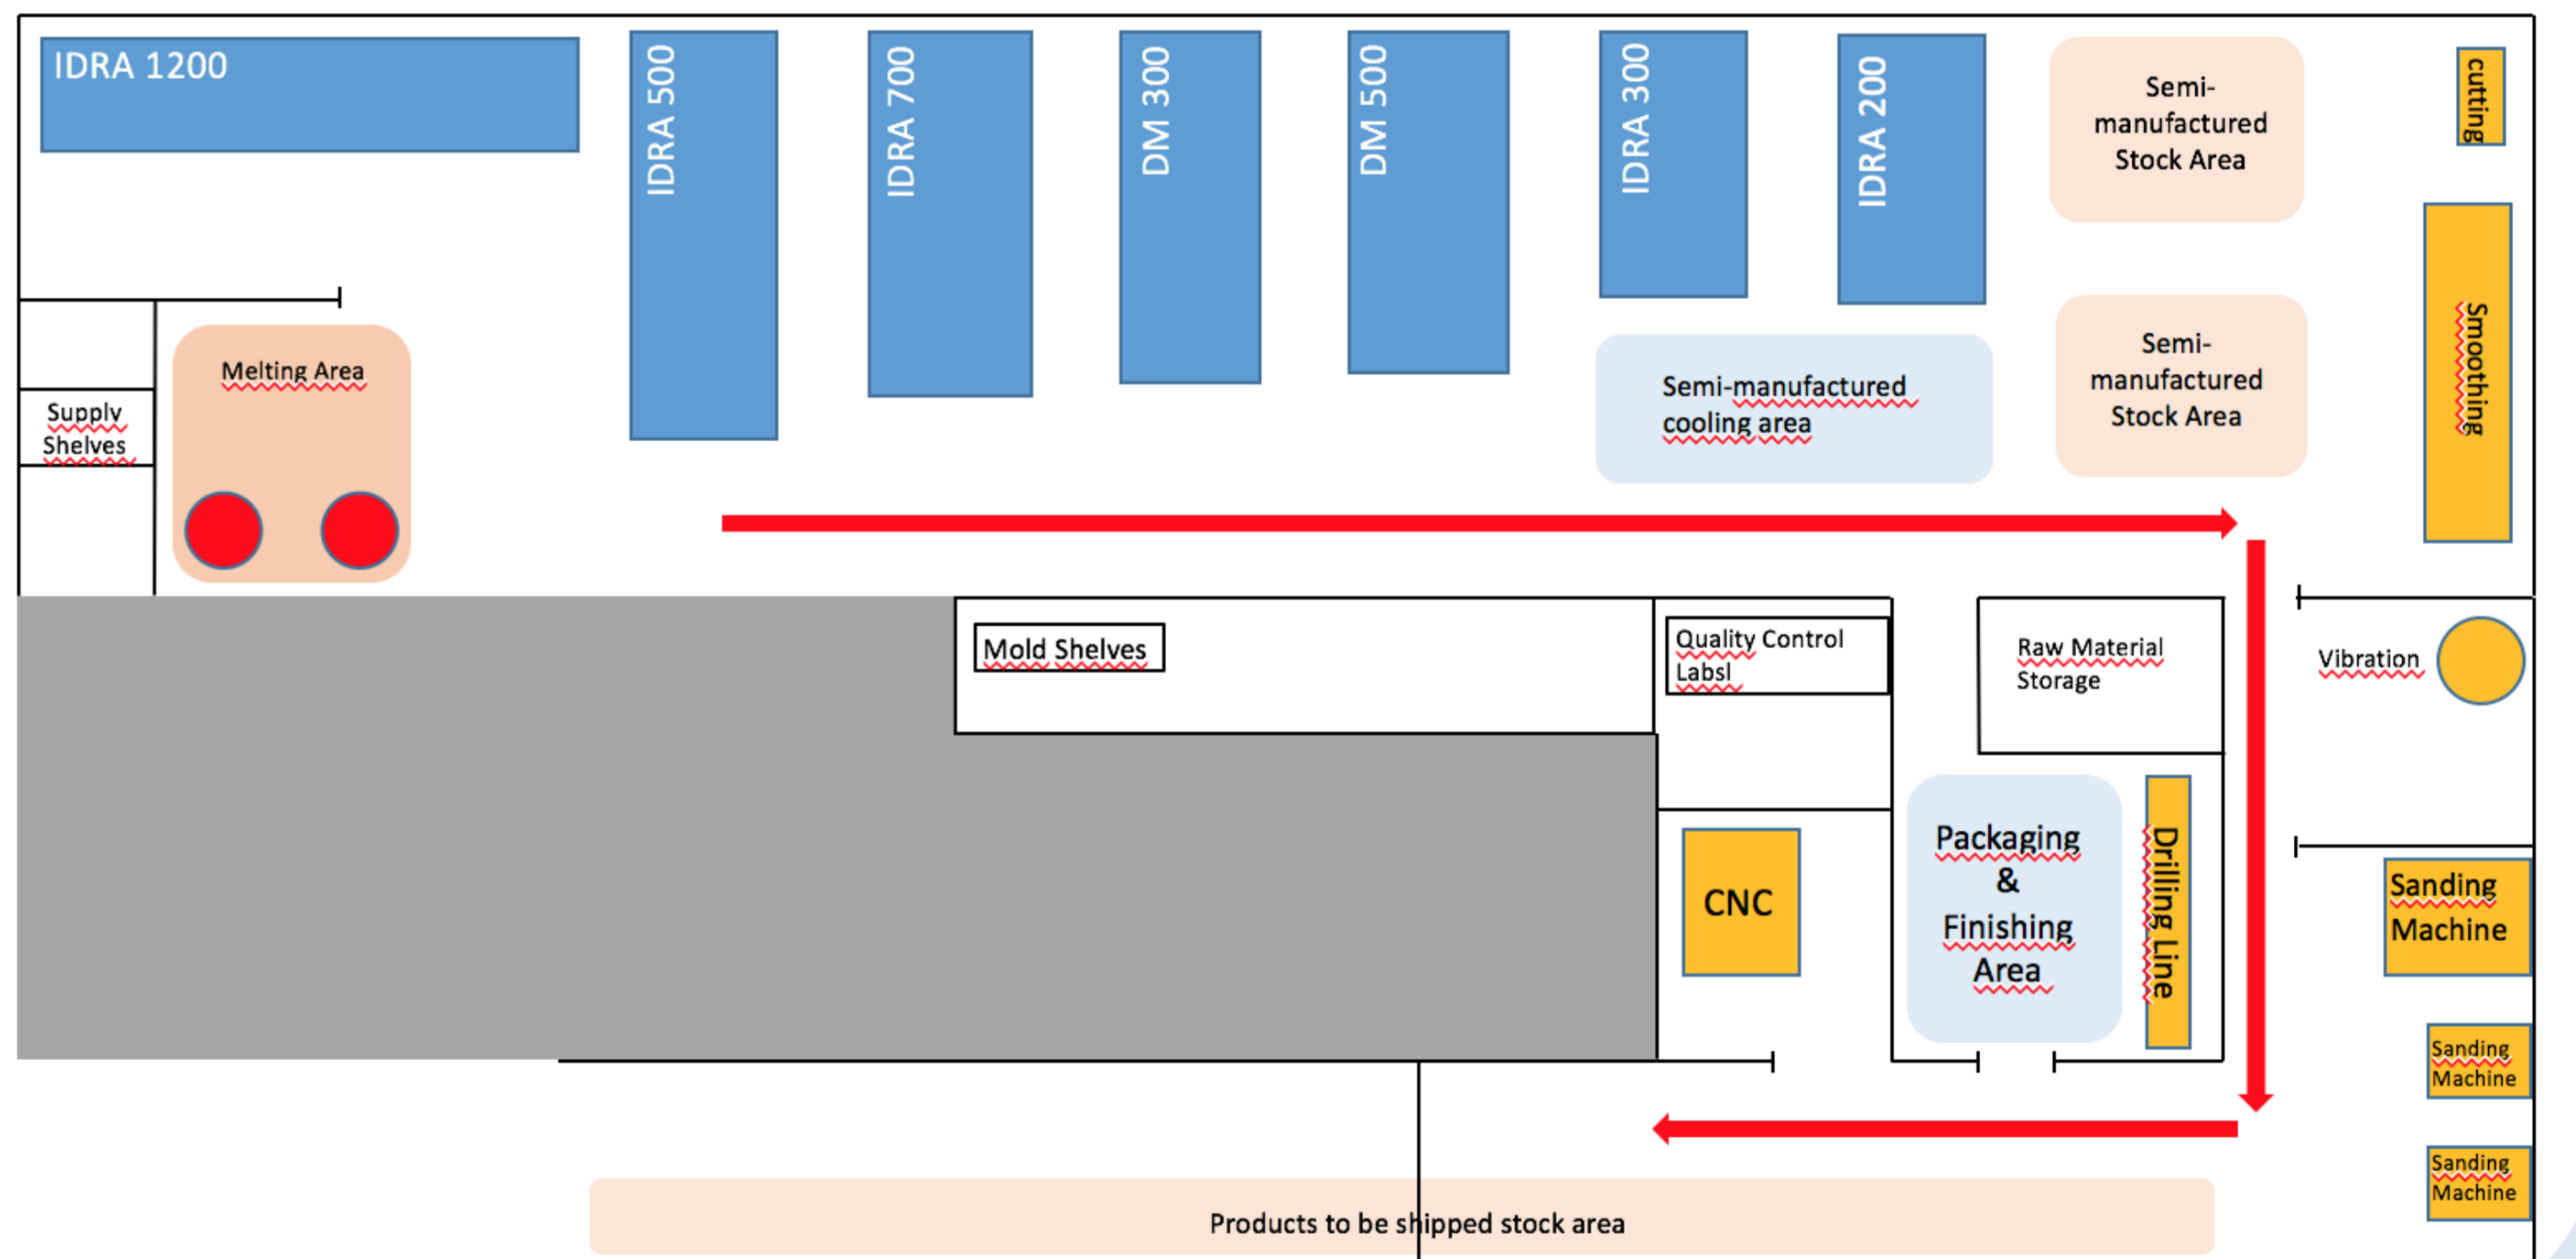 IDRA 1200
IDRA 500
IDRA 700
DM 300
DM 500
IDRA 300
IDRA 200
Semi-
manufactured
Stock Area
cutting
Melting Area
Supply
Shelves
Semi-manufactured
cooling area
Semi-
manufactured
Stock Area
Smoothing
Mold Shelves
Quality Control
Labsl
Raw Material
Storage
Vibration
CNC
Packaging
&
Finishing
Area
Drilling Line
Sanding
Machine
Sanding
Machine
Sanding
Machine
Products to be shipped stock area